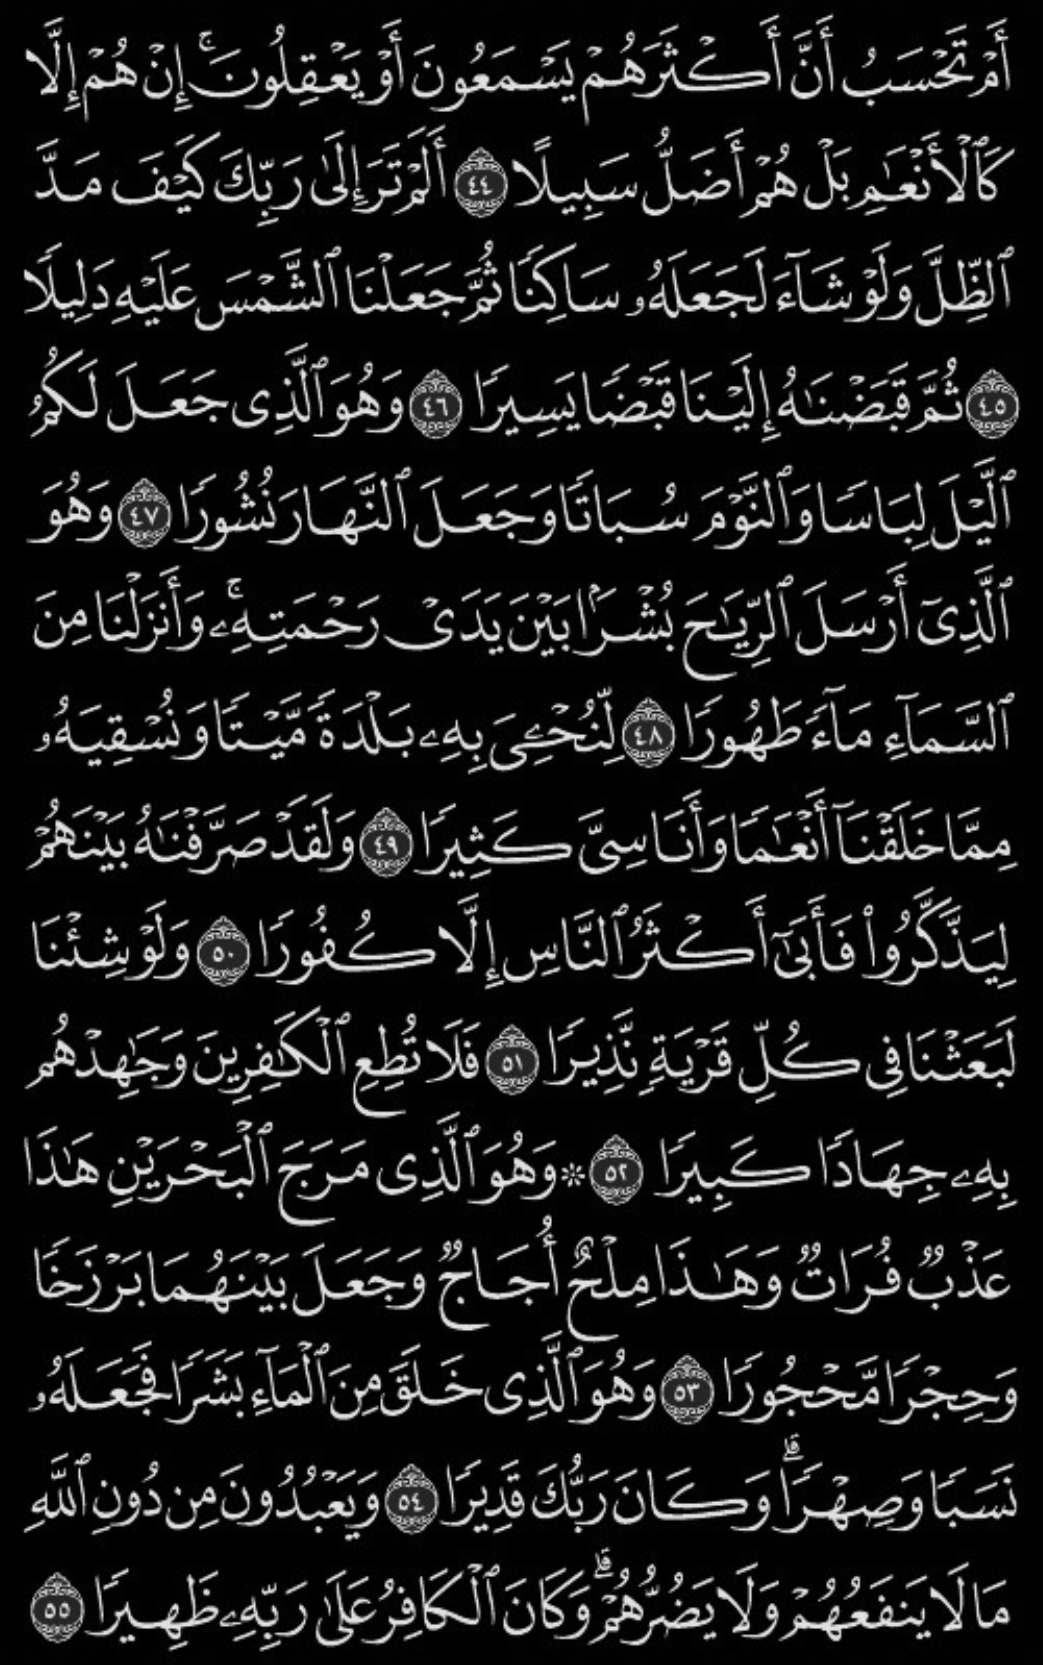 أَمْ تَحْسَبُ أَنَّ أَكْثَرَهُمْ يَسْمَعُونَ أَوْ يَعْقِلُونَ ۚ إِنْ هُمْ إِلَّا
كَٱلْأَنْعَٰمِ بَلْ هُمْ أَضَلُّ سَبِيلًا ٤٤ أَلَمْ تَرَ إِلَىٰ رَبِّكَ كَيْفَ مَدَّ
ٱلظِّلَّ وَلَوْ شَآءَ لَجَعَلَهُۥ سَاكِنًا ثُمَّ جَعَلْنَا ٱلشَّمْسَ عَلَيْهِ دَلِيلًا
٤٥ ثُمَّ قَبَضْنَٰهُ إِلَيْنَا قَبْضًا يَسِيرًا ٤٦ وَهُوَ ٱلَّذِى جَعَلَ لَكُمُ
ٱلَّيْلَ لِبَاسًا وَٱلنَّوْمَ سُبَاتًا وَجَعَلَ ٱلنَّهَارَ نُشُورًا ٤٧ وَهُوَ
ٱلَّذِىٓ أَرْسَلَ ٱلرِّيَٰحَ بُشْرًۢا بَيْنَ يَدَىْ رَحْمَتِهِۦ ۚ وَأَنزَلْنَا مِنَ
ٱلسَّمَآءِ مَآءً طَهُورًا ٤٨ لِّنُحْۦِىَ بِهِۦ بَلْدَةً مَّيْتًا وَنُسْقِيَهُۥ
مِمَّا خَلَقْنَآ أَنْعَٰمًا وَأَنَاسِىَّ كَثِيرًا ٤٩ وَلَقَدْ صَرَّفْنَٰهُ بَيْنَهُمْ
لِيَذَّكَّرُوا۟ فَأَبَىٰٓ أَكْثَرُ ٱلنَّاسِ إِلَّا كُفُورًا ٥٠ وَلَوْ شِئْنَا
لَبَعَثْنَا فِى كُلِّ قَرْيَةٍ نَّذِيرًا ٥١ فَلَا تُطِعِ ٱلْكَٰفِرِينَ وَجَٰهِدْهُم
بِهِۦ جِهَادًا كَبِيرًا ٥٢ ۞ وَهُوَ ٱلَّذِى مَرَجَ ٱلْبَحْرَيْنِ هَٰذَا
عَذْبٌ فُرَاتٌ وَهَٰذَا مِلْحٌ أُجَاجٌ وَجَعَلَ بَيْنَهُمَا بَرْزَخًا
وَحِجْرًا مَّحْجُورًا ٥٣ وَهُوَ ٱلَّذِى خَلَقَ مِنَ ٱلْمَآءِ بَشَرًا فَجَعَلَهُۥ
نَسَبًا وَصِهْرًا ۗ وَكَانَ رَبُّكَ قَدِيرًا ٥٤ وَيَعْبُدُونَ مِن دُونِ ٱللَّهِ
مَا لَا يَنفَعُهُمْ وَلَا يَضُرُّهُمْ ۗ وَكَانَ ٱلْكَافِرُ عَلَىٰ رَبِّهِۦ ظَهِيرًا ٥٥